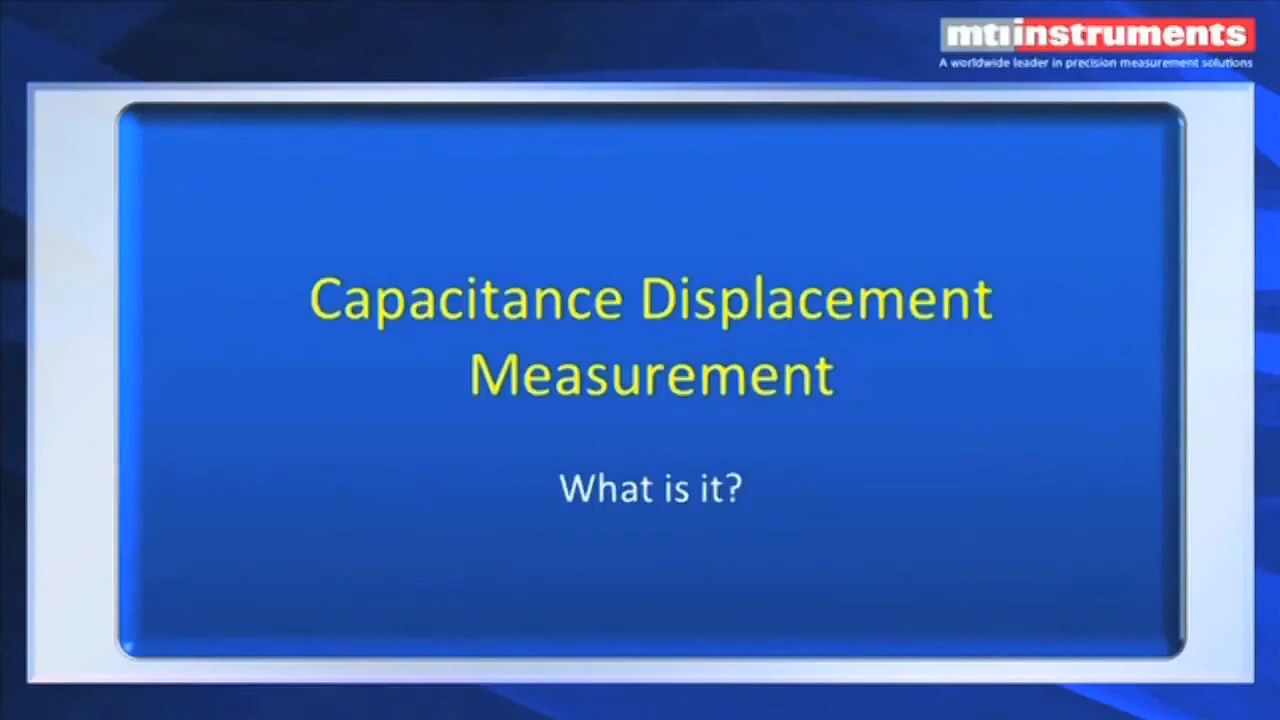 mtiinstruments
A worldwide leader in precision measurement solutions
Capacitance Displacement
Measurement
What is it?